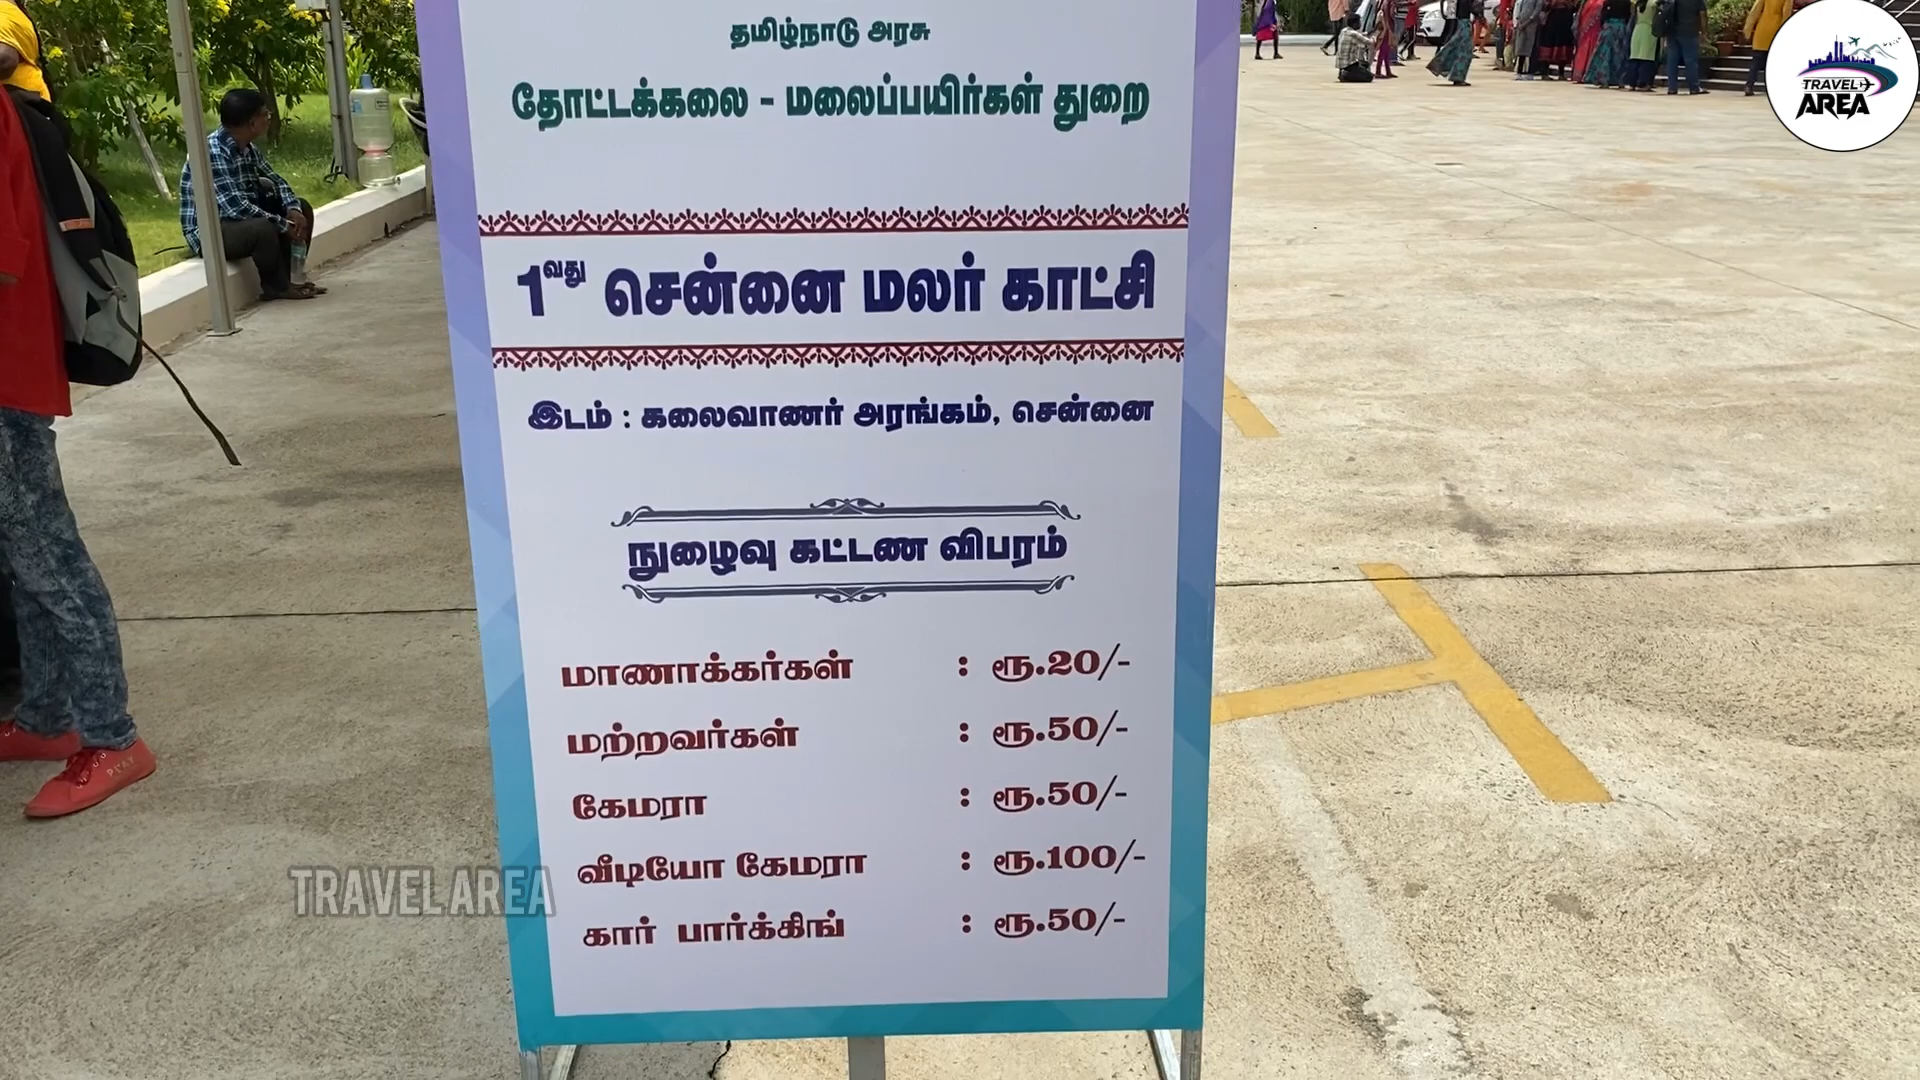 தமிழ்நாடு அரசு
தோட்டக்கலை - மலைப்பயிர்கள் துறை
1வது சென்னை மலர் காட்சி
இடம் : கலைவாணர் அரங்கம், சென்னை
நுழைவு கட்டண விபரம்
மாணாக்கர்கள் : ரூ.20/-
மற்றவர்கள் : ரூ.50/-
கேமரா : ரூ.50/-
வீடியோ கேமரா : ரூ.100/-
கார் பார்க்கிங் : ரூ.50/-
TRAVEL AREA
TRAVEL
AREA
PLAY